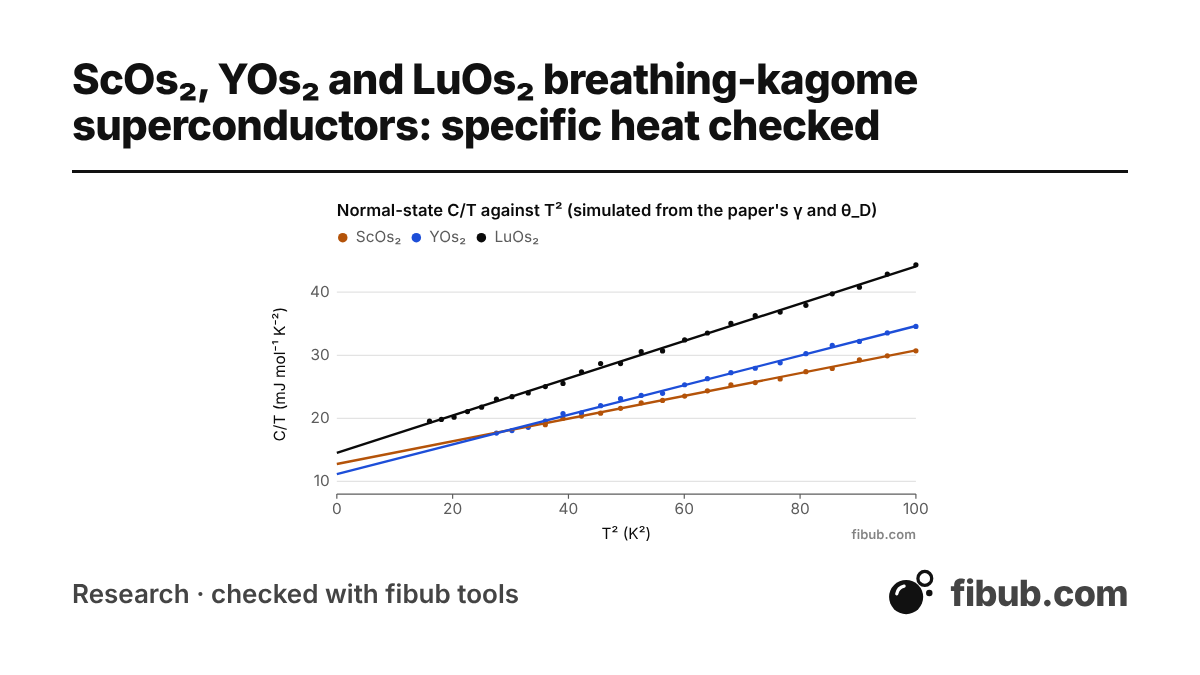 ScOs₂, YOs₂ and LuOs₂ breathing-kagome
superconductors: specific heat checked
Normal-state C/T against T² (simulated from the paper's γ and θ_D)
ScOs₂ YOs₂ LuOs₂
C/T (mJ mol⁻¹ K⁻²)
40
30
20
10
0 20 40 60 80 100
T² (K²)
fibub.com
Research · checked with fibub tools
fibub.com